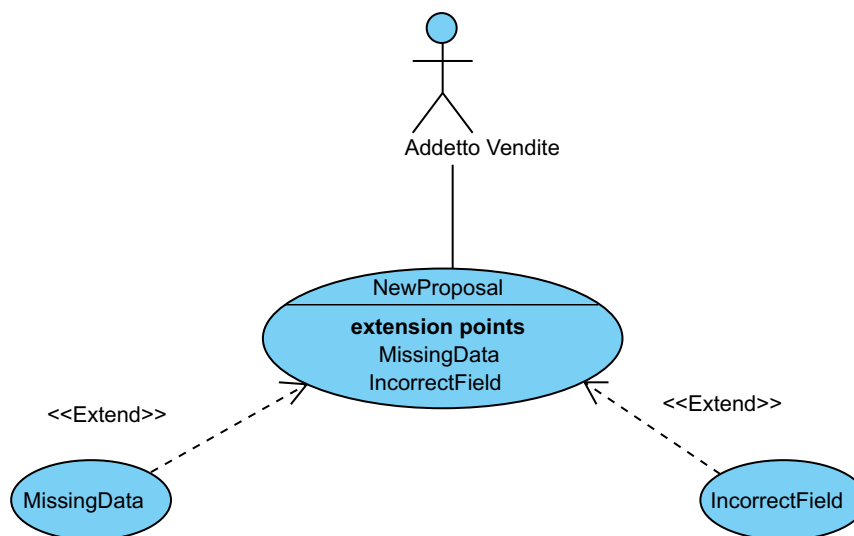 Addetto Vendite
NewProposal
extension points
MissingData
IncorrectField
<<Extend>>
<<Extend>>
MissingData
IncorrectField